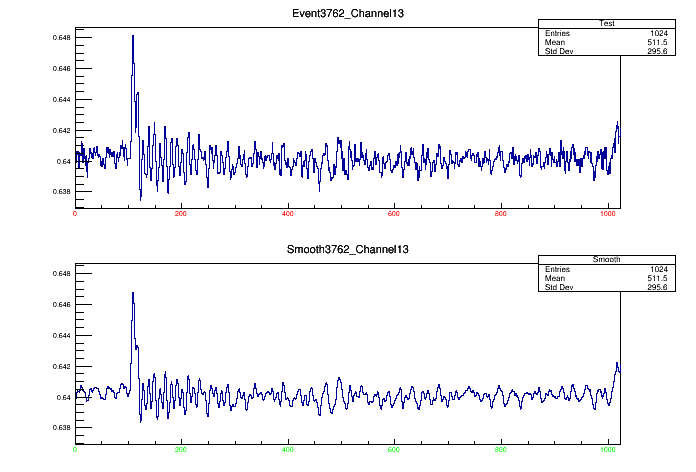 Event3762_Channel13
Test
Entries 1024
Mean 511.5
Std Dev 295.6
0.648
0.646
0.644
0.642
0.64
0.638
0 200 400 600 800 1000
Smooth3762_Channel13
Smooth
Entries 1024
Mean 511.5
Std Dev 295.6
0.648
0.646
0.644
0.642
0.64
0.638
0 200 400 600 800 1000